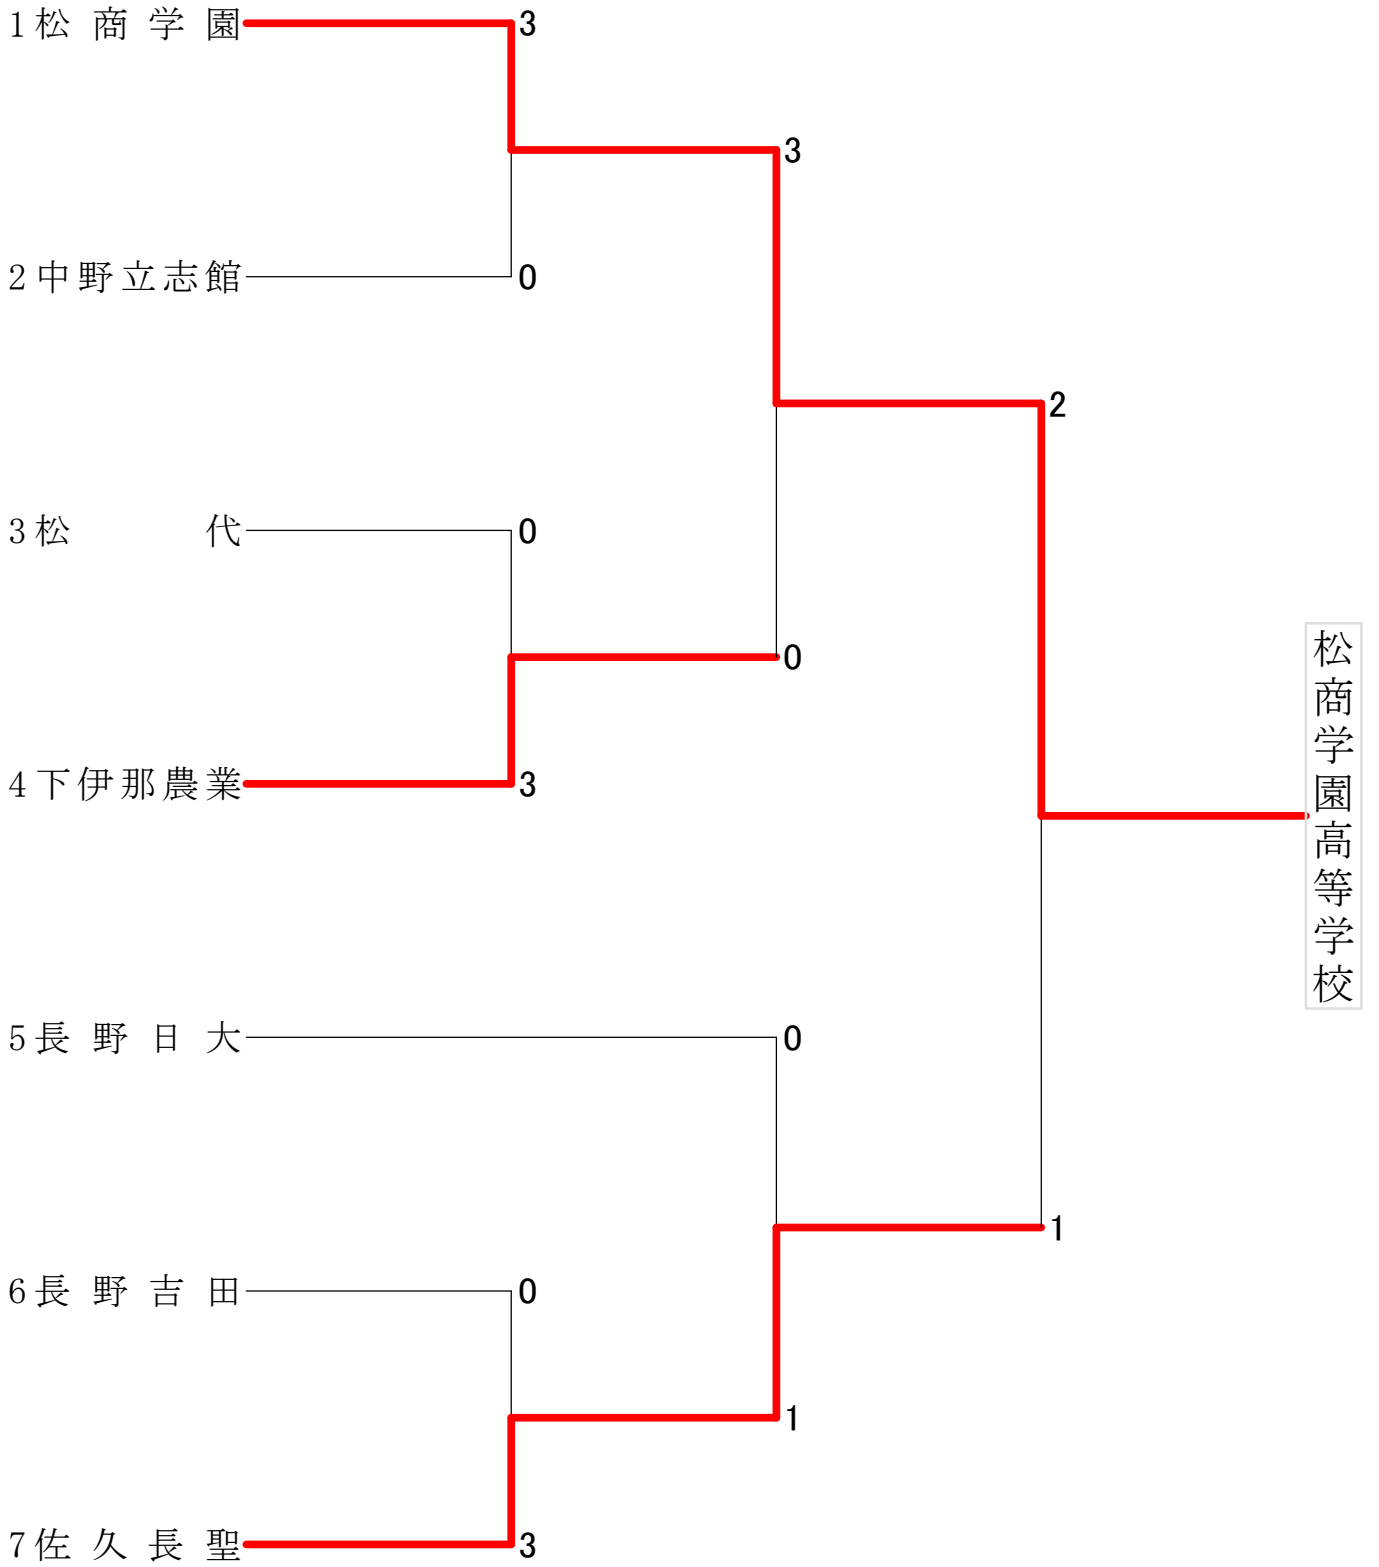 1 松商学園 3
3
2 中野立志館 0
2
3 松代 0
0
4 下伊那農業 3
松商学園高等学校
5 長野日大 0
1
6 長野吉田 0
1
7 佐久長聖 3